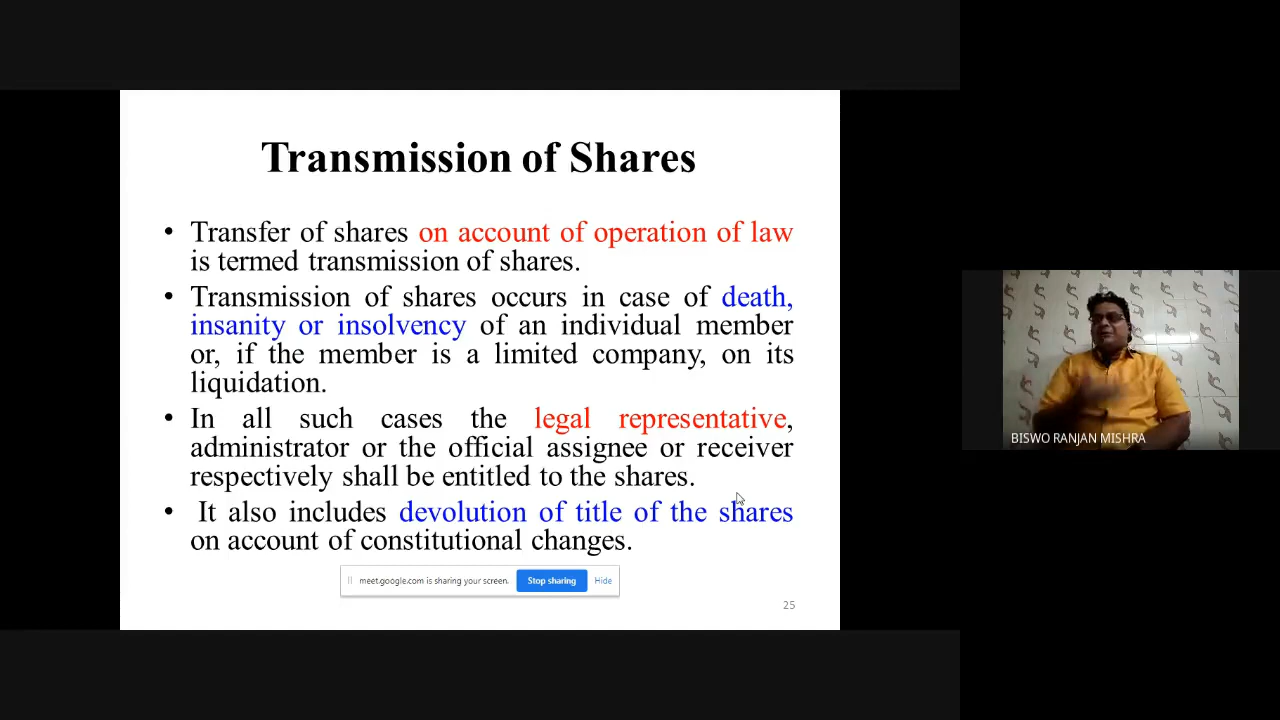 Transmission of Shares
• Transfer of shares on account of operation of law
is termed transmission of shares.
• Transmission of shares occurs in case of death,
insanity or insolvency of an individual member
or, if the member is a limited company, on its
liquidation.
• In all such cases the legal representative,
administrator or the official assignee or receiver
respectively shall be entitled to the shares.
• It also includes devolution of title of the shares
on account of constitutional changes.
meet.google.com is sharing your screen. Stop sharing Hide
25
BISWO RANJAN MISHRA